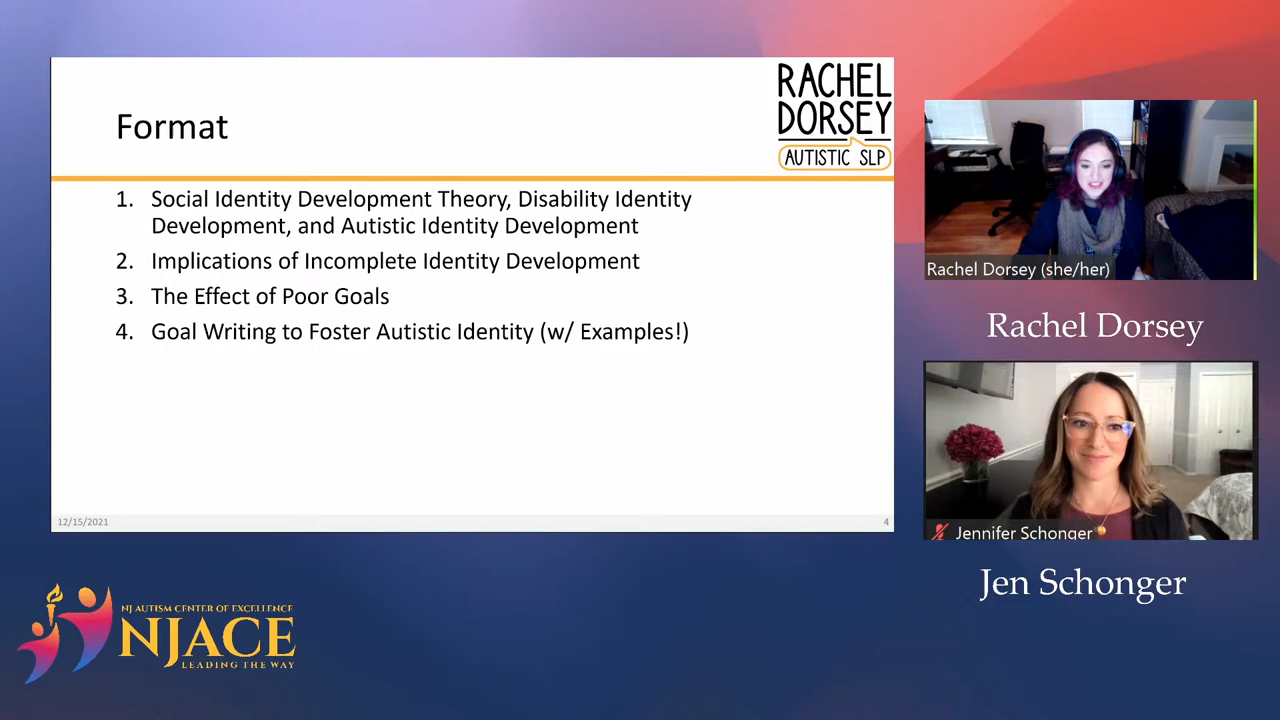 Format
RACHEL
DORSEY
AUTISTIC SLP
1. Social Identity Development Theory, Disability Identity
Development, and Autistic Identity Development
2. Implications of Incomplete Identity Development
3. The Effect of Poor Goals
4. Goal Writing to Foster Autistic Identity (w/ Examples!)
12/15/2021
4
Rachel Dorsey (she/her)
Rachel Dorsey
Jennifer Schonger
Jen Schonger
NJ AUTISM CENTER OF EXCELLENCE
NJACE
LEADING THE WAY